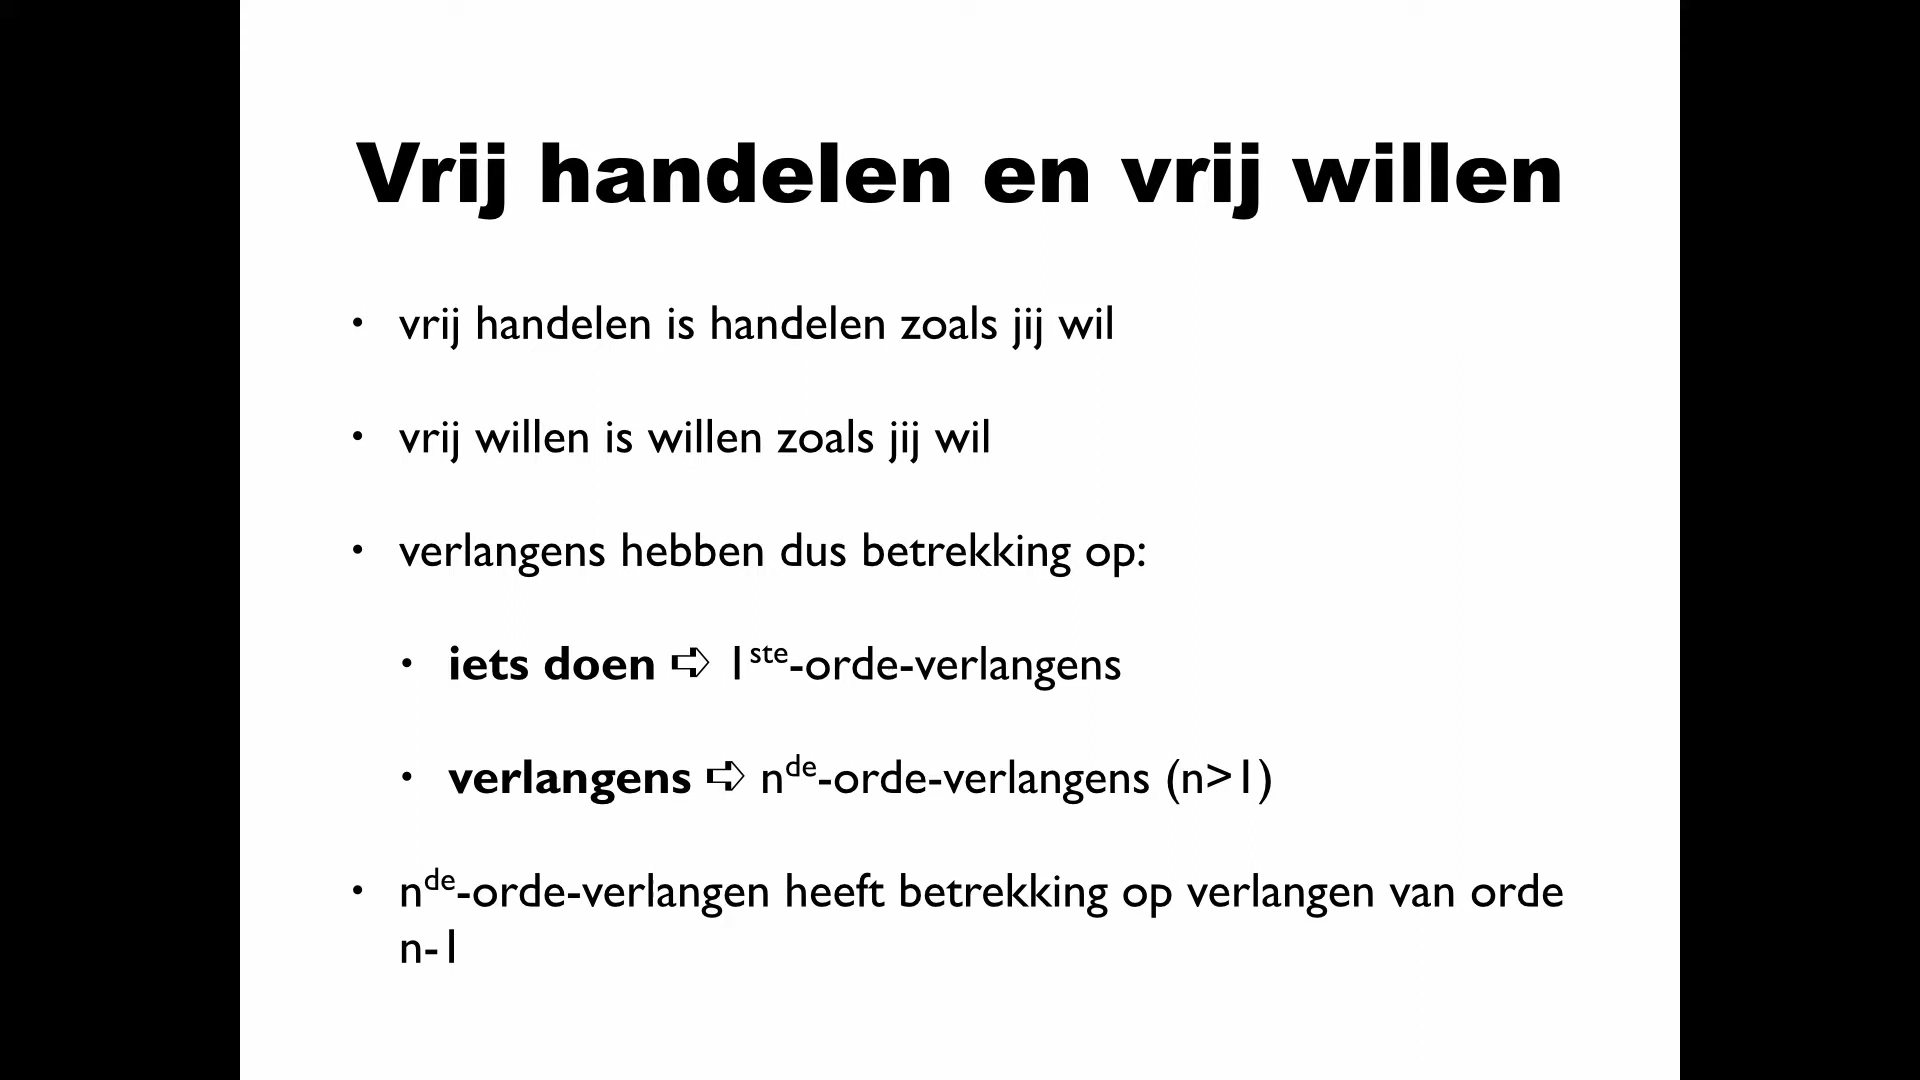 Vrij handelen en vrij willen
• vrij handelen is handelen zoals jij wil
• vrij willen is willen zoals jij wil
• verlangens hebben dus betrekking op:
• iets doen ➪ 1ste-orde-verlangens
• verlangens ➪ nde-orde-verlangens (n>1)
• nde-orde-verlangen heeft betrekking op verlangen van orde
n-1